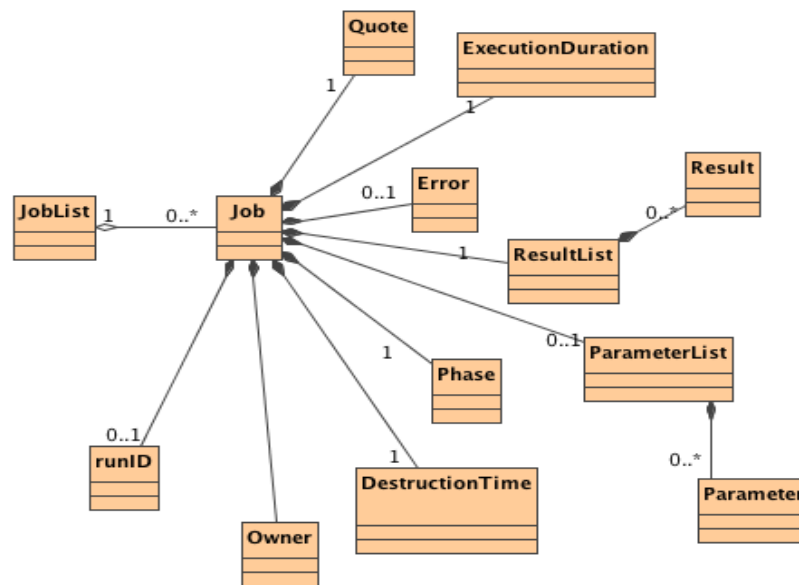 Quote
ExecutionDuration
1
1
Error
0..1
Result
0..*
JobList
1
0..*
Job
1
ResultList
0..1
ParameterList
1
Phase
0..1
runID
1
DestructionTime
0..*
Parameter
Owner